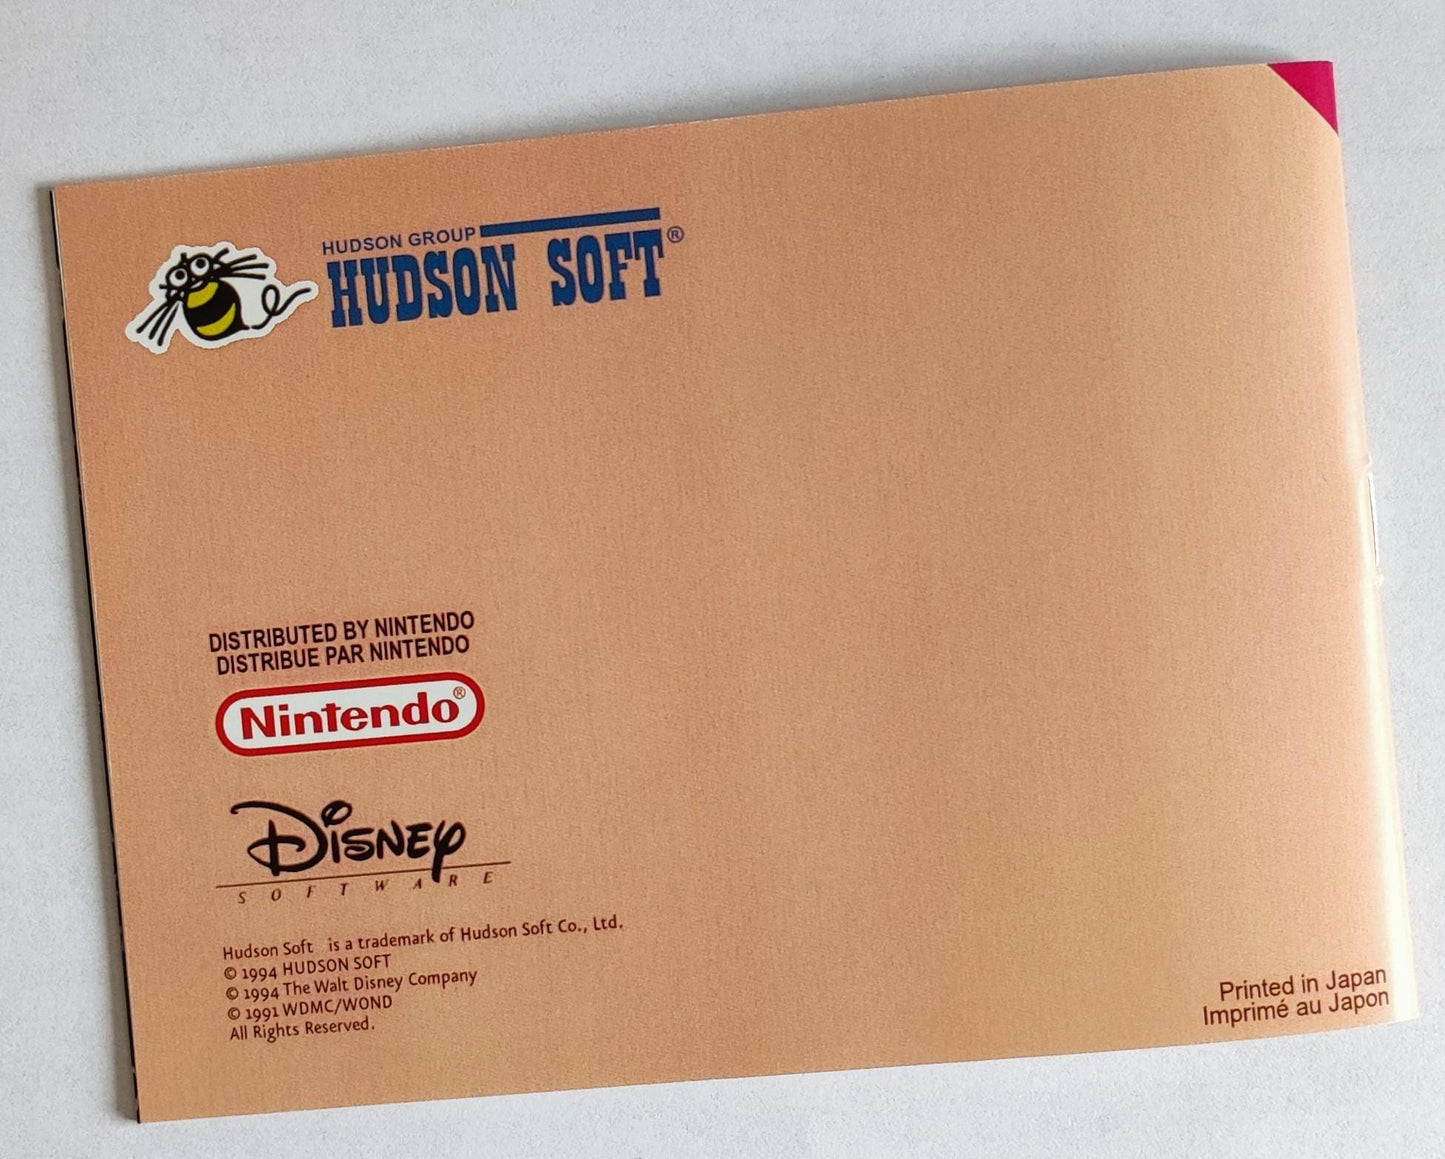 HUDSON GROUP
HUDSON SOFT®
DISTRIBUTED BY NINTENDO
DISTRIBUE PAR NINTENDO
Nintendo®
Disney
SOFTWARE
Hudson Soft is a trademark of Hudson Soft Co., Ltd.
© 1994 HUDSON SOFT
© 1994 The Walt Disney Company
© 1991 WDMC/WOND
All Rights Reserved.
Printed in Japan
Imprimé au Japon